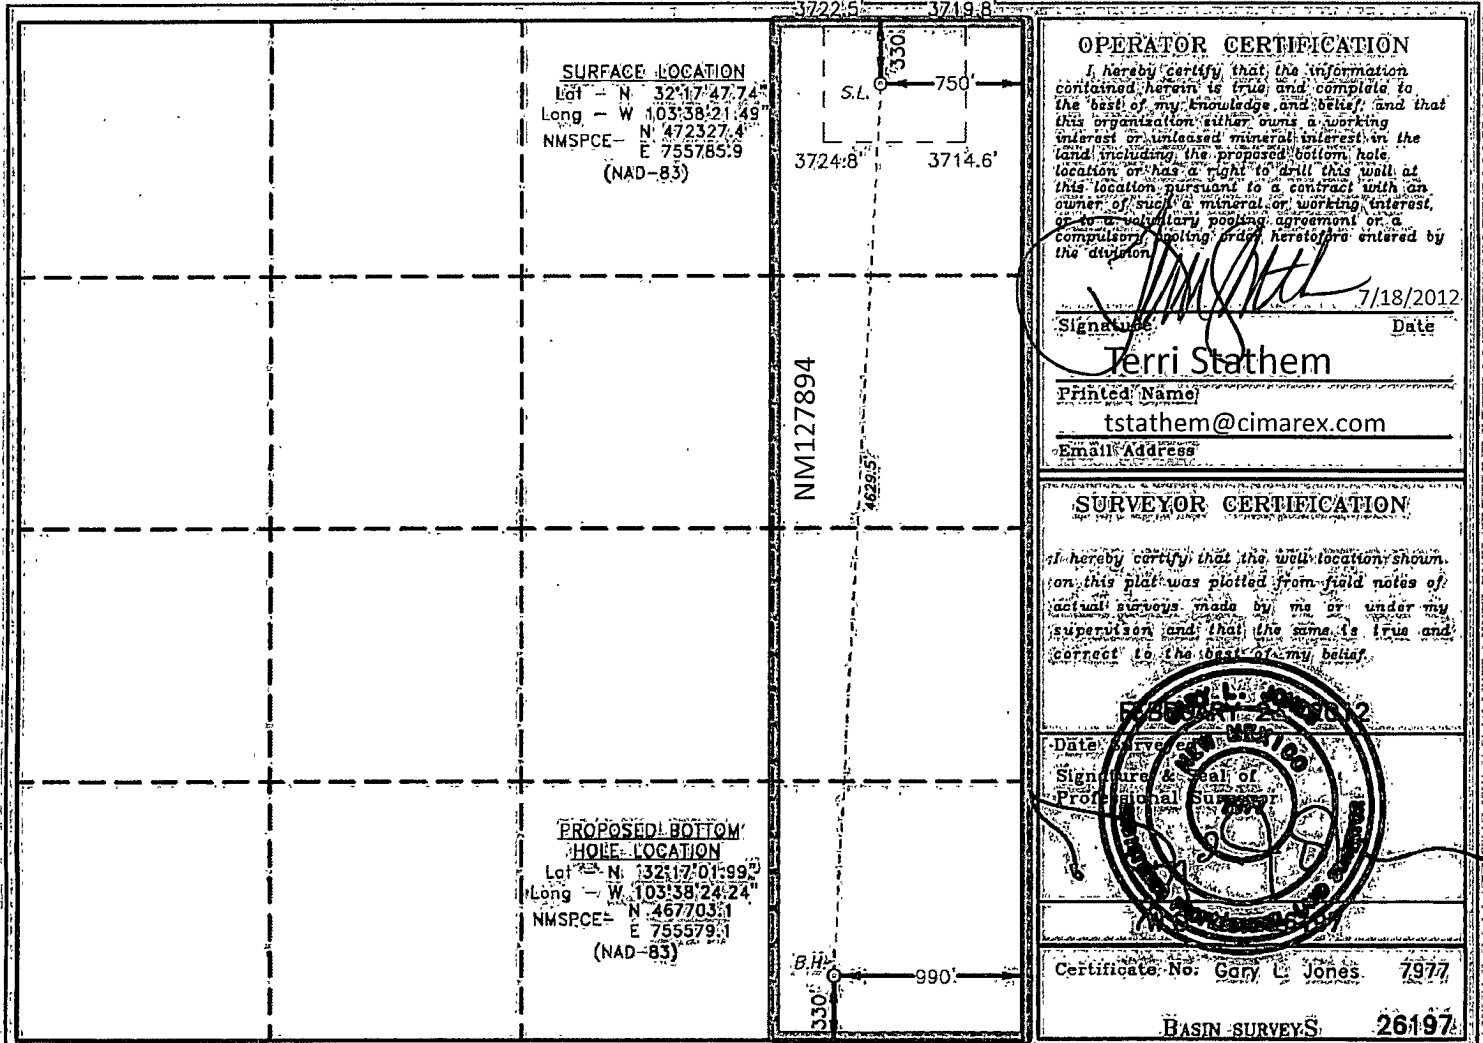 3722.5' 3719.8'
330'
750'
S.L.
3724.8' 3714.6'
SURFACE LOCATION
Lat - N 32°17'47.74"
Long - W 103°38'21.49"
NMSPCE- N 472327.4
E 755785.9
(NAD-83)
NM127894
4629.5'
PROPOSED BOTTOM
HOLE LOCATION
Lat - N 32°17'01.99"
Long - W 103°38'24.24"
NMSPCE- N 467703.1
E 755579.1
(NAD-83)
B.H.
990'
330'
OPERATOR CERTIFICATION
I hereby certify that the information
contained herein is true and complete to
the best of my knowledge and belief, and that
this organization either owns a working
interest or unleased mineral interest in the
land including the proposed bottom hole
location or has a right to drill this well at
this location pursuant to a contract with an
owner of such a mineral or working interest,
or to a voluntary pooling agreement or a
compulsory pooling order heretofore entered by
the division
7/18/2012
Signature Date
Terri Stathem
Printed Name
tstathem@cimarex.com
Email Address
SURVEYOR CERTIFICATION
I hereby certify that the well location shown
on this plat was plotted from field notes of
actual surveys made by me or under my
supervison and that the same is true and
correct to the best of my belief.
FEBRUARY 2012
Date Surveyed
Signature & Seal of
Professional Surveyor
GARY L. JONES
NEW MEXICO
7977
PROFESSIONAL LAND SURVEYOR
Certificate No. Gary L. Jones 7977
BASIN SURVEYS 26197